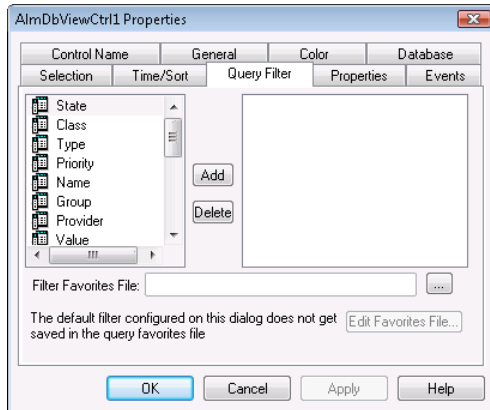 AlmDbViewCtrl1 Properties
Control Name General Color Database
Selection Time/Sort Query Filter Properties Events
State
Class
Type
Priority
Name
Group
Provider
Value
Add
Delete
Filter Favorites File:
...
The default filter configured on this dialog does not get
saved in the query favorites file
Edit Favorites File...
OK Cancel Apply Help